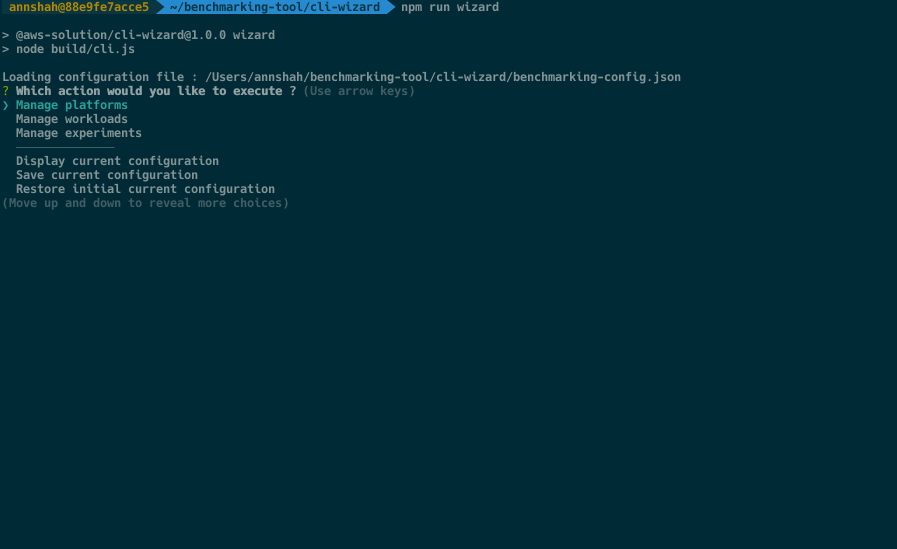 annshah@88e9fe7acce5 ~/benchmarking-tool/cli-wizard npm run wizard
> @aws-solution/cli-wizard@1.0.0 wizard
> node build/cli.js
Loading configuration file : /Users/annshah/benchmarking-tool/cli-wizard/benchmarking-config.json
? Which action would you like to execute ? (Use arrow keys)
❯ Manage platforms
Manage workloads
Manage experiments
──────────────
Display current configuration
Save current configuration
Restore initial current configuration
(Move up and down to reveal more choices)